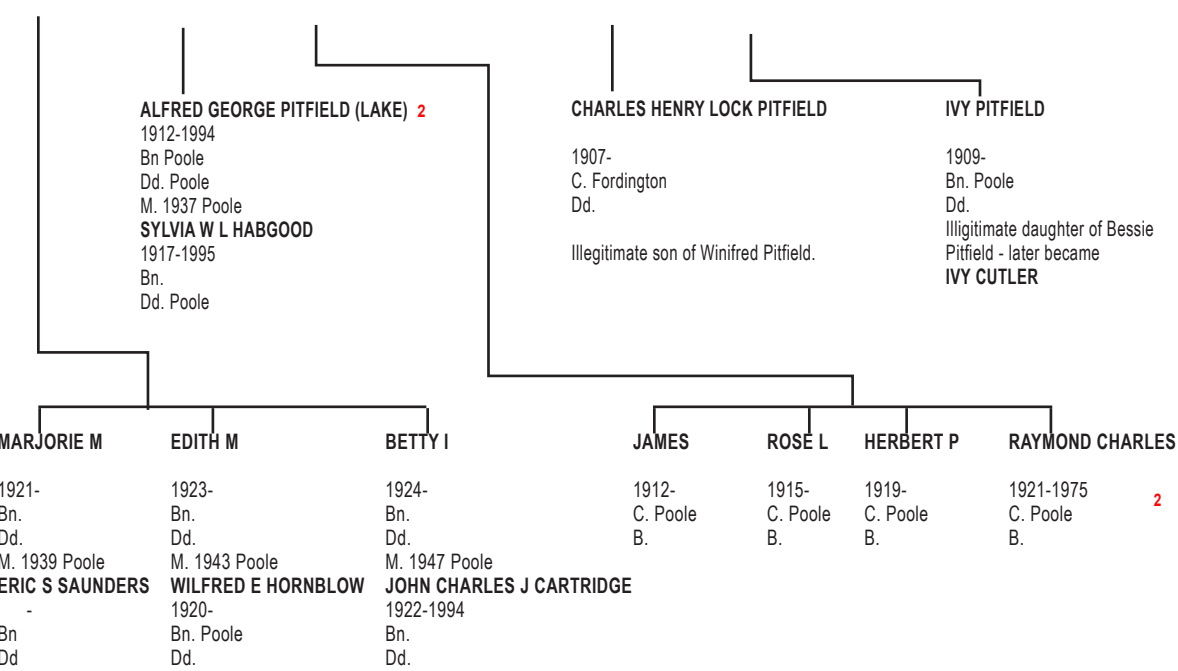 ALFRED GEORGE PITFIELD (LAKE) 2
1912-1994
Bn Poole
Dd. Poole
M. 1937 Poole
SYLVIA W L HABGOOD
1917-1995
Bn.
Dd. Poole
CHARLES HENRY LOCK PITFIELD
1907-
C. Fordington
Dd.
Illegitimate son of Winifred Pitfield.
IVY PITFIELD
1909-
Bn. Poole
Dd.
Illigitimate daughter of Bessie
Pitfield - later became
IVY CUTLER
MARJORIE M
1921-
Bn.
Dd.
M. 1939 Poole
ERIC S SAUNDERS
-
Bn
Dd
EDITH M
1923-
Bn.
Dd.
M. 1943 Poole
WILFRED E HORNBLOW
1920-
Bn. Poole
Dd.
BETTY I
1924-
Bn.
Dd.
M. 1947 Poole
JOHN CHARLES J CARTRIDGE
1922-1994
Bn.
Dd.
JAMES
1912-
C. Poole
B.
ROSE L
1915-
C. Poole
B.
HERBERT P
1919-
C. Poole
B.
RAYMOND CHARLES
1921-1975 2
C. Poole
B.